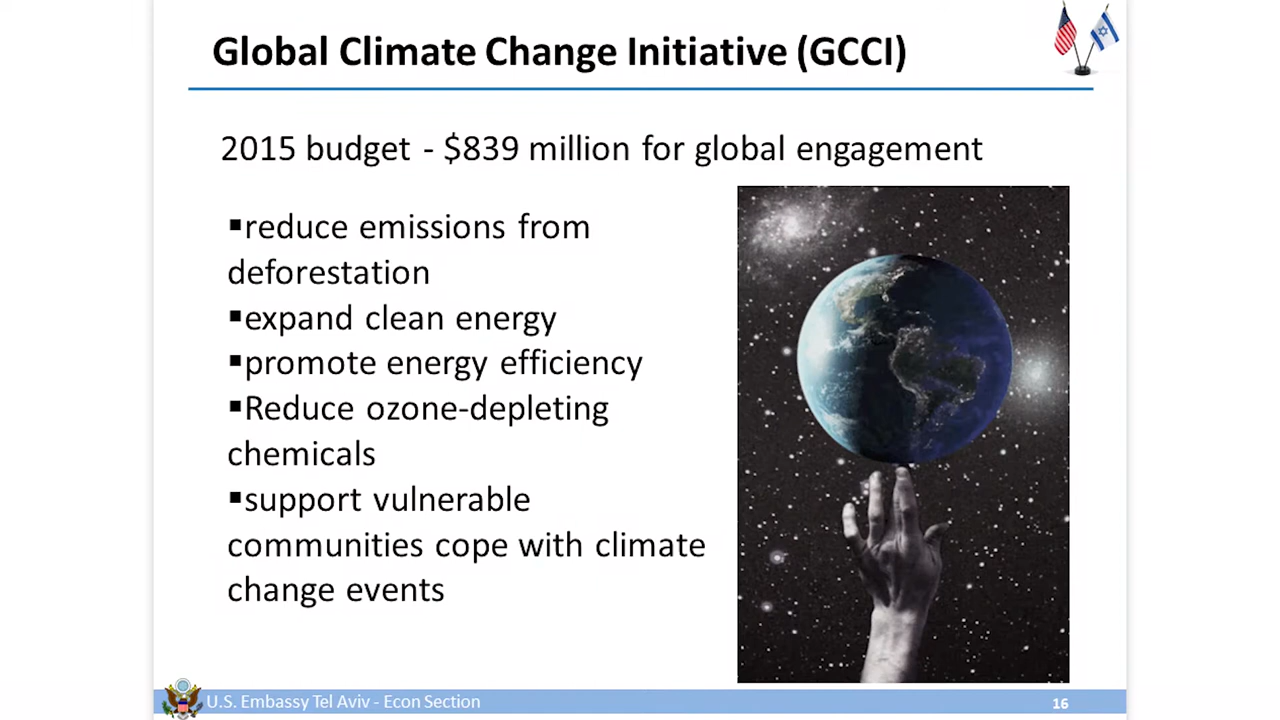 Global Climate Change Initiative (GCCI)
2015 budget - $839 million for global engagement
▪reduce emissions from
deforestation
▪expand clean energy
▪promote energy efficiency
▪Reduce ozone-depleting
chemicals
▪support vulnerable
communities cope with climate
change events
U.S. Embassy Tel Aviv - Econ Section
16